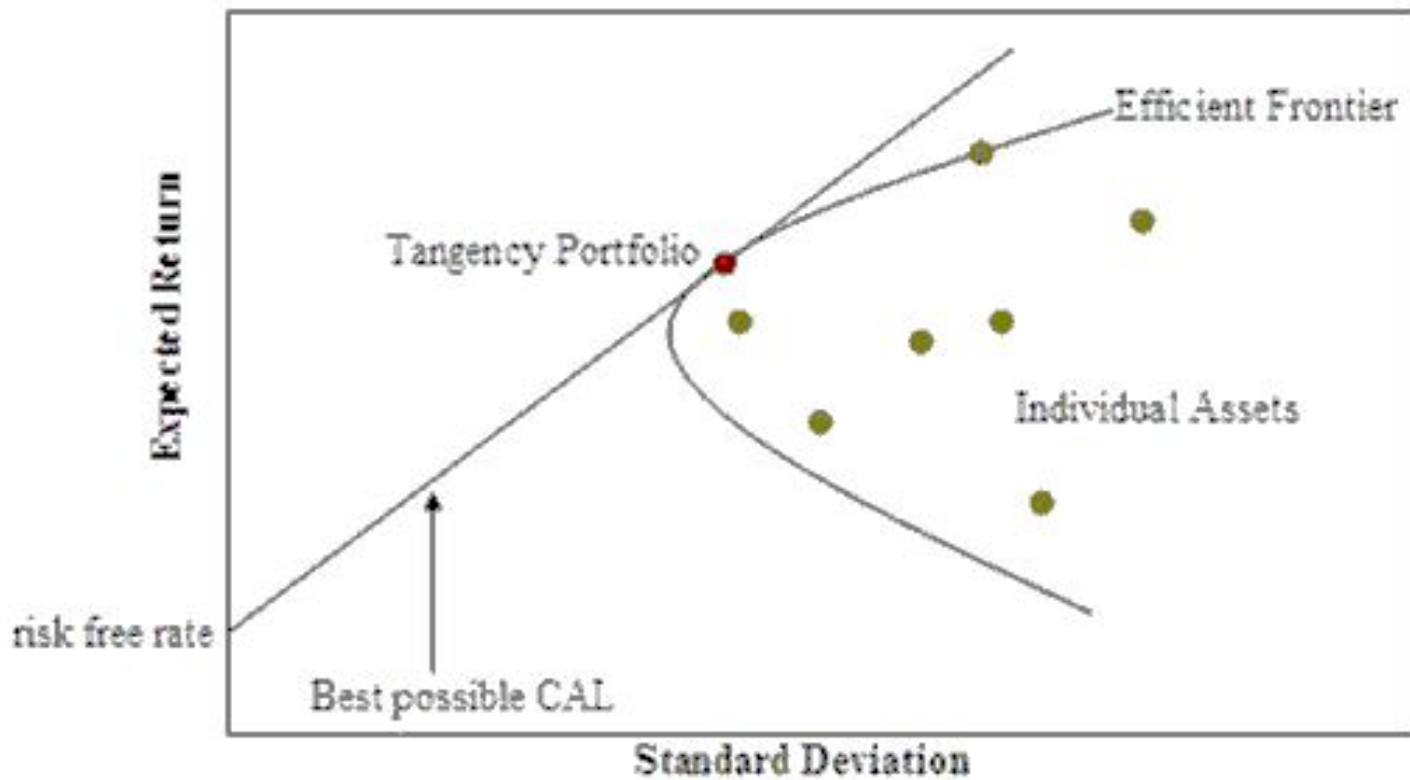 Efficient Frontier
Tangency Portfolio
Expected Return
Individual Assets
risk free rate
Best possible CAL
Standard Deviation